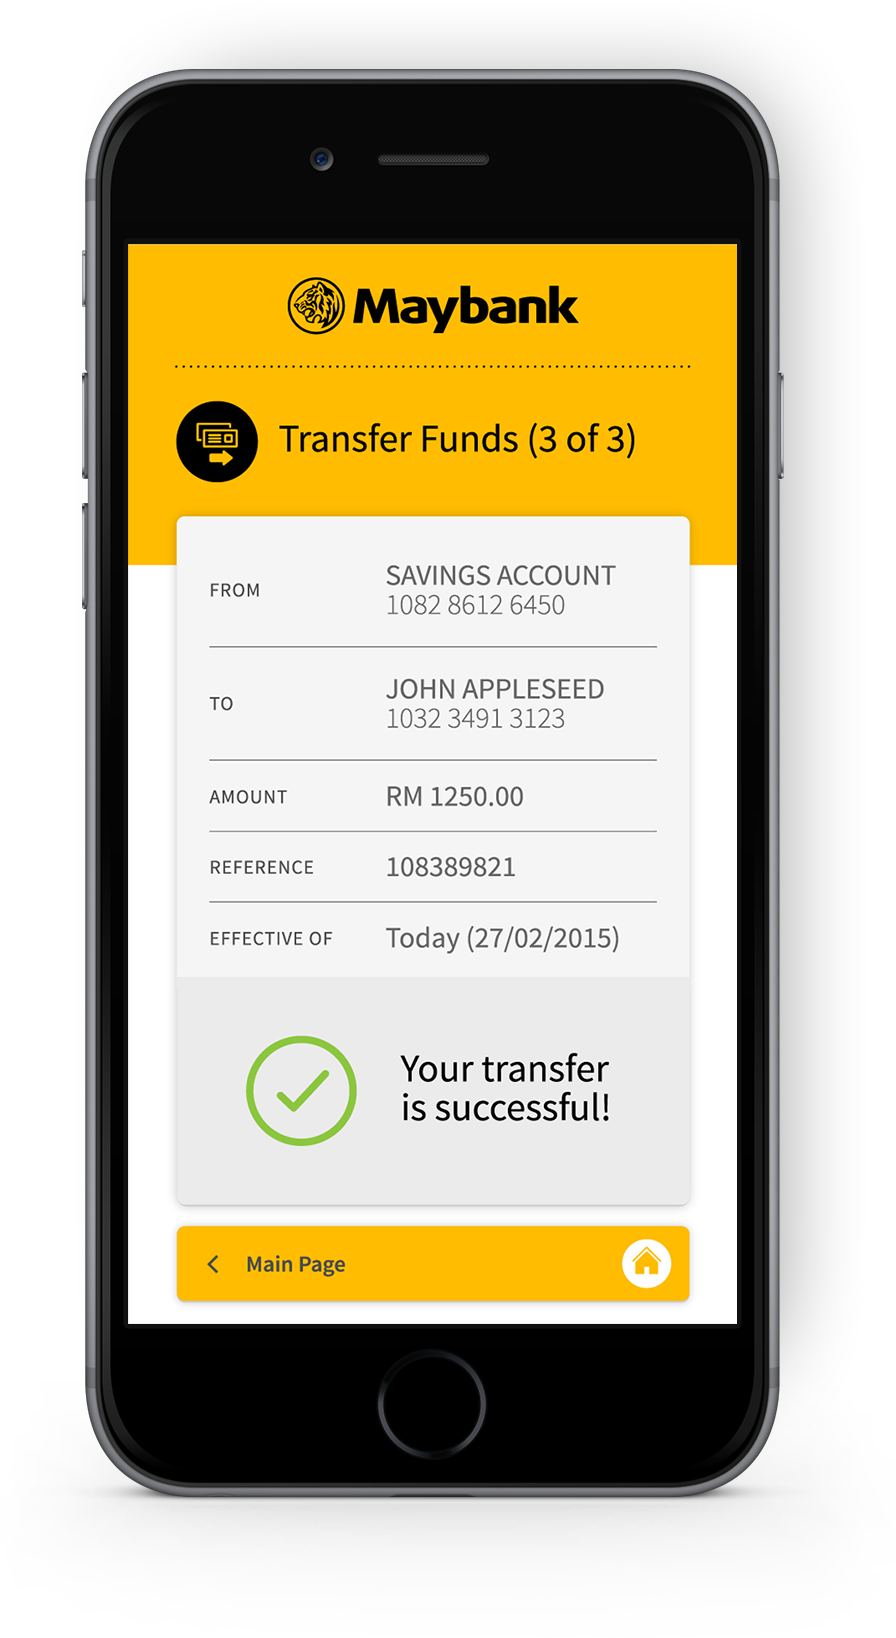 Maybank
Transfer Funds (3 of 3)
FROM
SAVINGS ACCOUNT
1082 8612 6450
TO
JOHN APPLESEED
1032 3491 3123
AMOUNT
RM 1250.00
REFERENCE
108389821
EFFECTIVE OF
Today (27/02/2015)
Your transfer
is successful!
Main Page